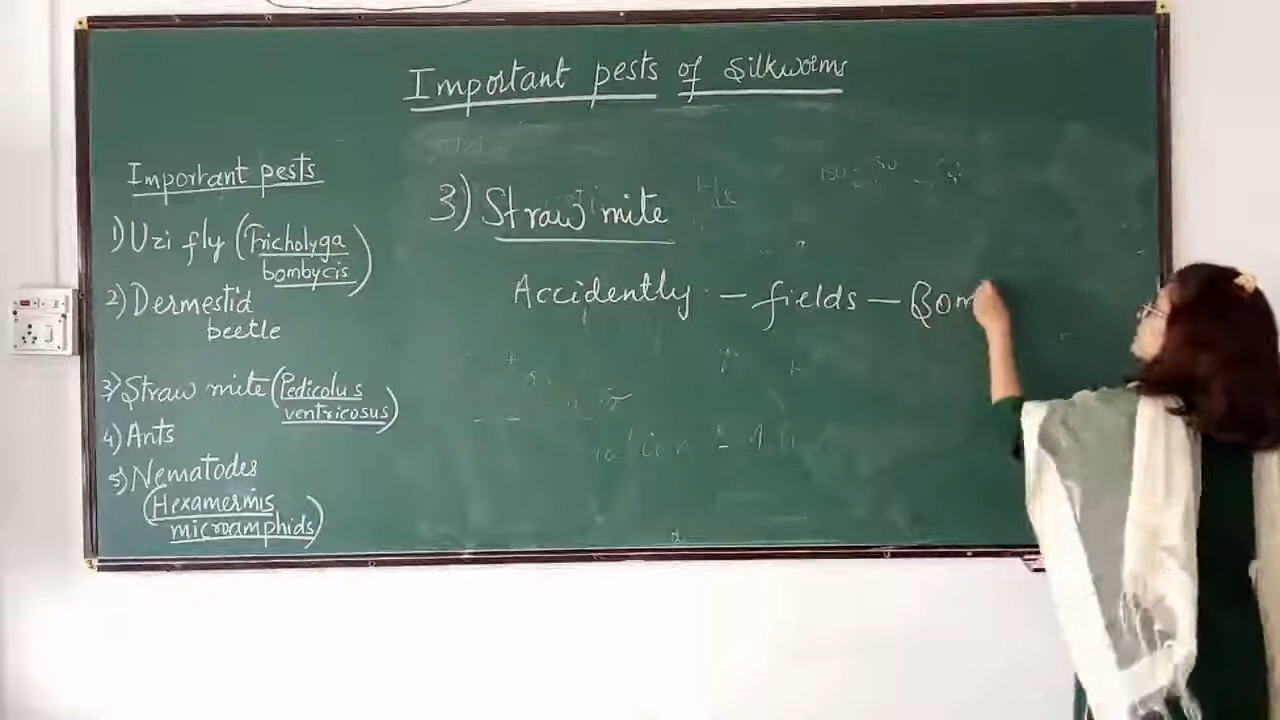 Important pests of Silkworms
Important pests
1) Uzi fly (Tricholyga
bombycis)
2) Dermestid
beetle
3) Straw mite (Pedicolus
ventricosus)
4) Ants
5) Nematodes
(Hexamermis
microamphids)
3) Straw mite
Accidently - fields - Bom